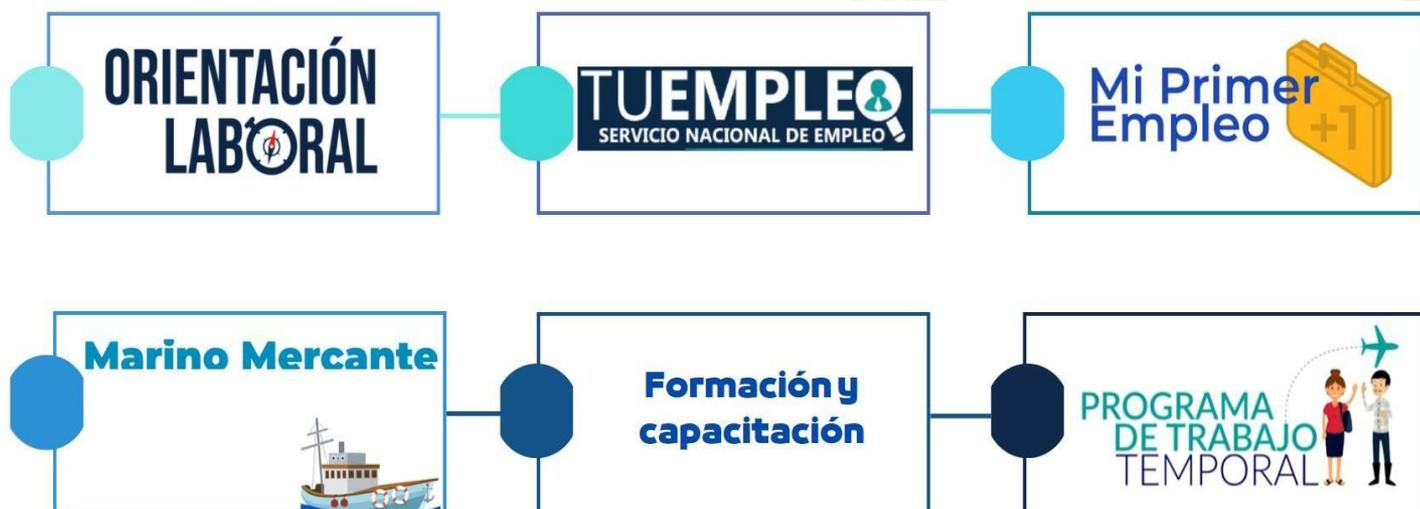 ORIENTACIÓN
LABORAL
TUEMPLEO
SERVICIO NACIONAL DE EMPLEO
Mi Primer
Empleo
+1
Marino Mercante
Formación y
capacitación
PROGRAMA
DE TRABAJO
TEMPORAL